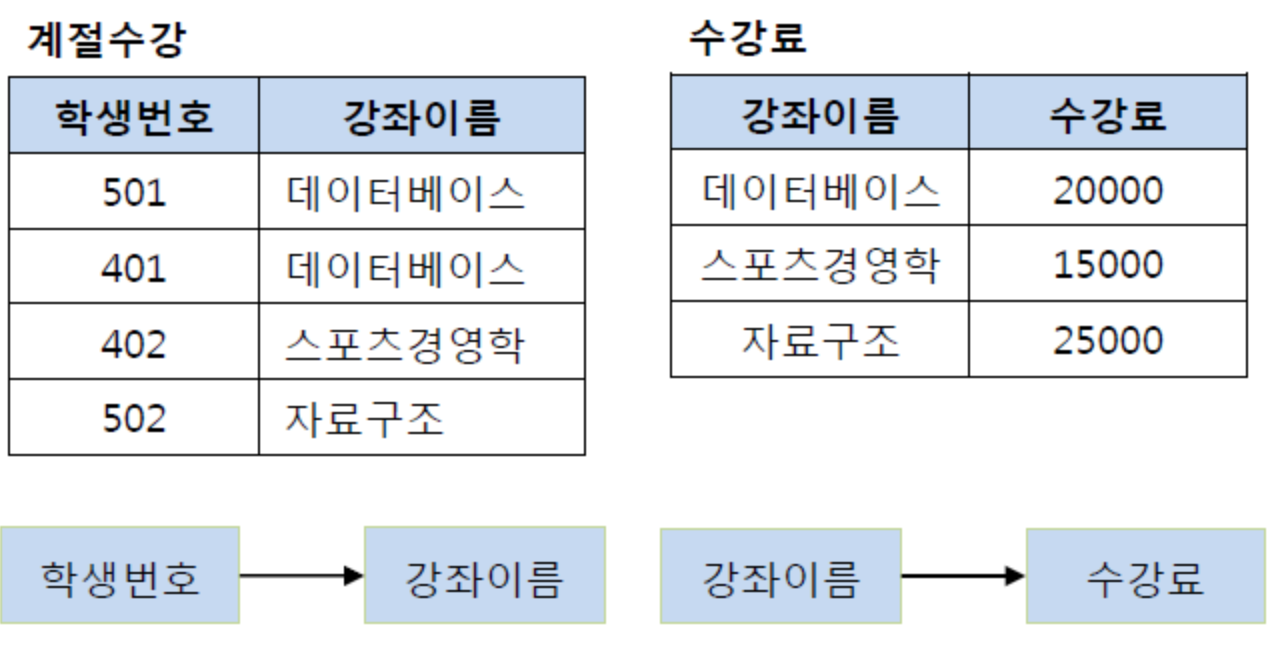 계절수강
학생번호 강좌이름
501 데이터베이스
401 데이터베이스
402 스포츠경영학
502 자료구조
수강료
강좌이름 수강료
데이터베이스 20000
스포츠경영학 15000
자료구조 25000
학생번호 강좌이름
강좌이름 수강료